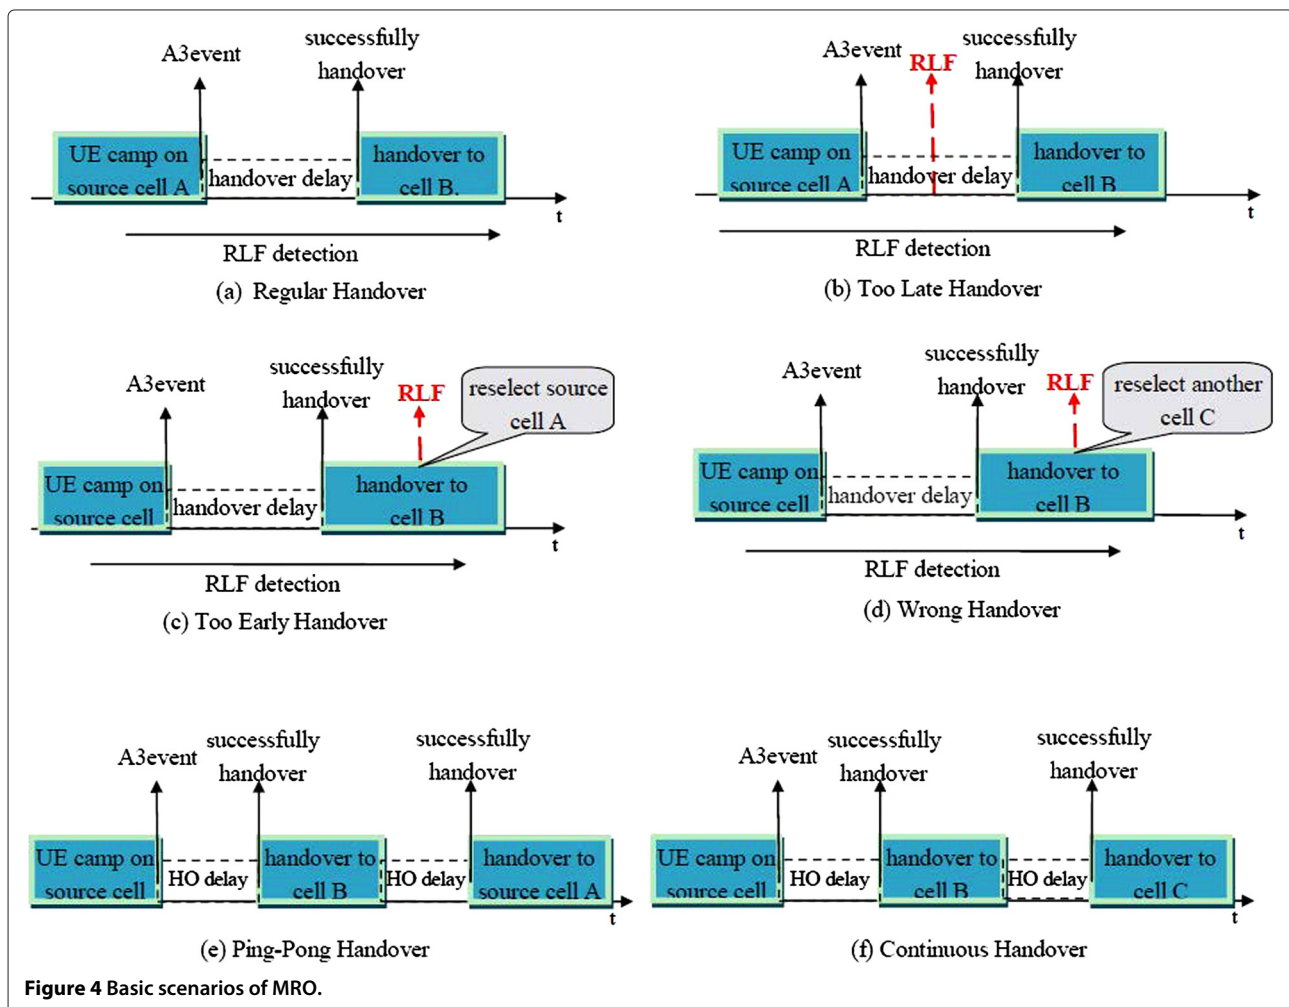 A3event
successfully
handover
UE camp on
source cell A
handover delay
handover to
cell B.
t
RLF detection
(a) Regular Handover
A3event
RLF
successfully
handover
UE camp on
source cell A
handover delay
handover to
cell B
t
RLF detection
(b) Too Late Handover
A3event
successfully
handover
RLF
reselect source
cell A
UE camp on
source cell
handover delay
handover to
cell B
t
RLF detection
(c) Too Early Handover
A3event
successfully
handover
RLF
reselect another
cell C
UE camp on
source cell
handover delay
handover to
cell B
t
RLF detection
(d) Wrong Handover
A3event
successfully
handover
successfully
handover
UE camp on
source cell
HO delay
handover to
cell B
HO delay
handover to
source cell A
t
(e) Ping-Pong Handover
A3event
successfully
handover
successfully
handover
UE camp on
source cell
HO delay
handover to
cell B
HO delay
handover to
cell C
t
(f) Continuous Handover
Figure 4 Basic scenarios of MRO.